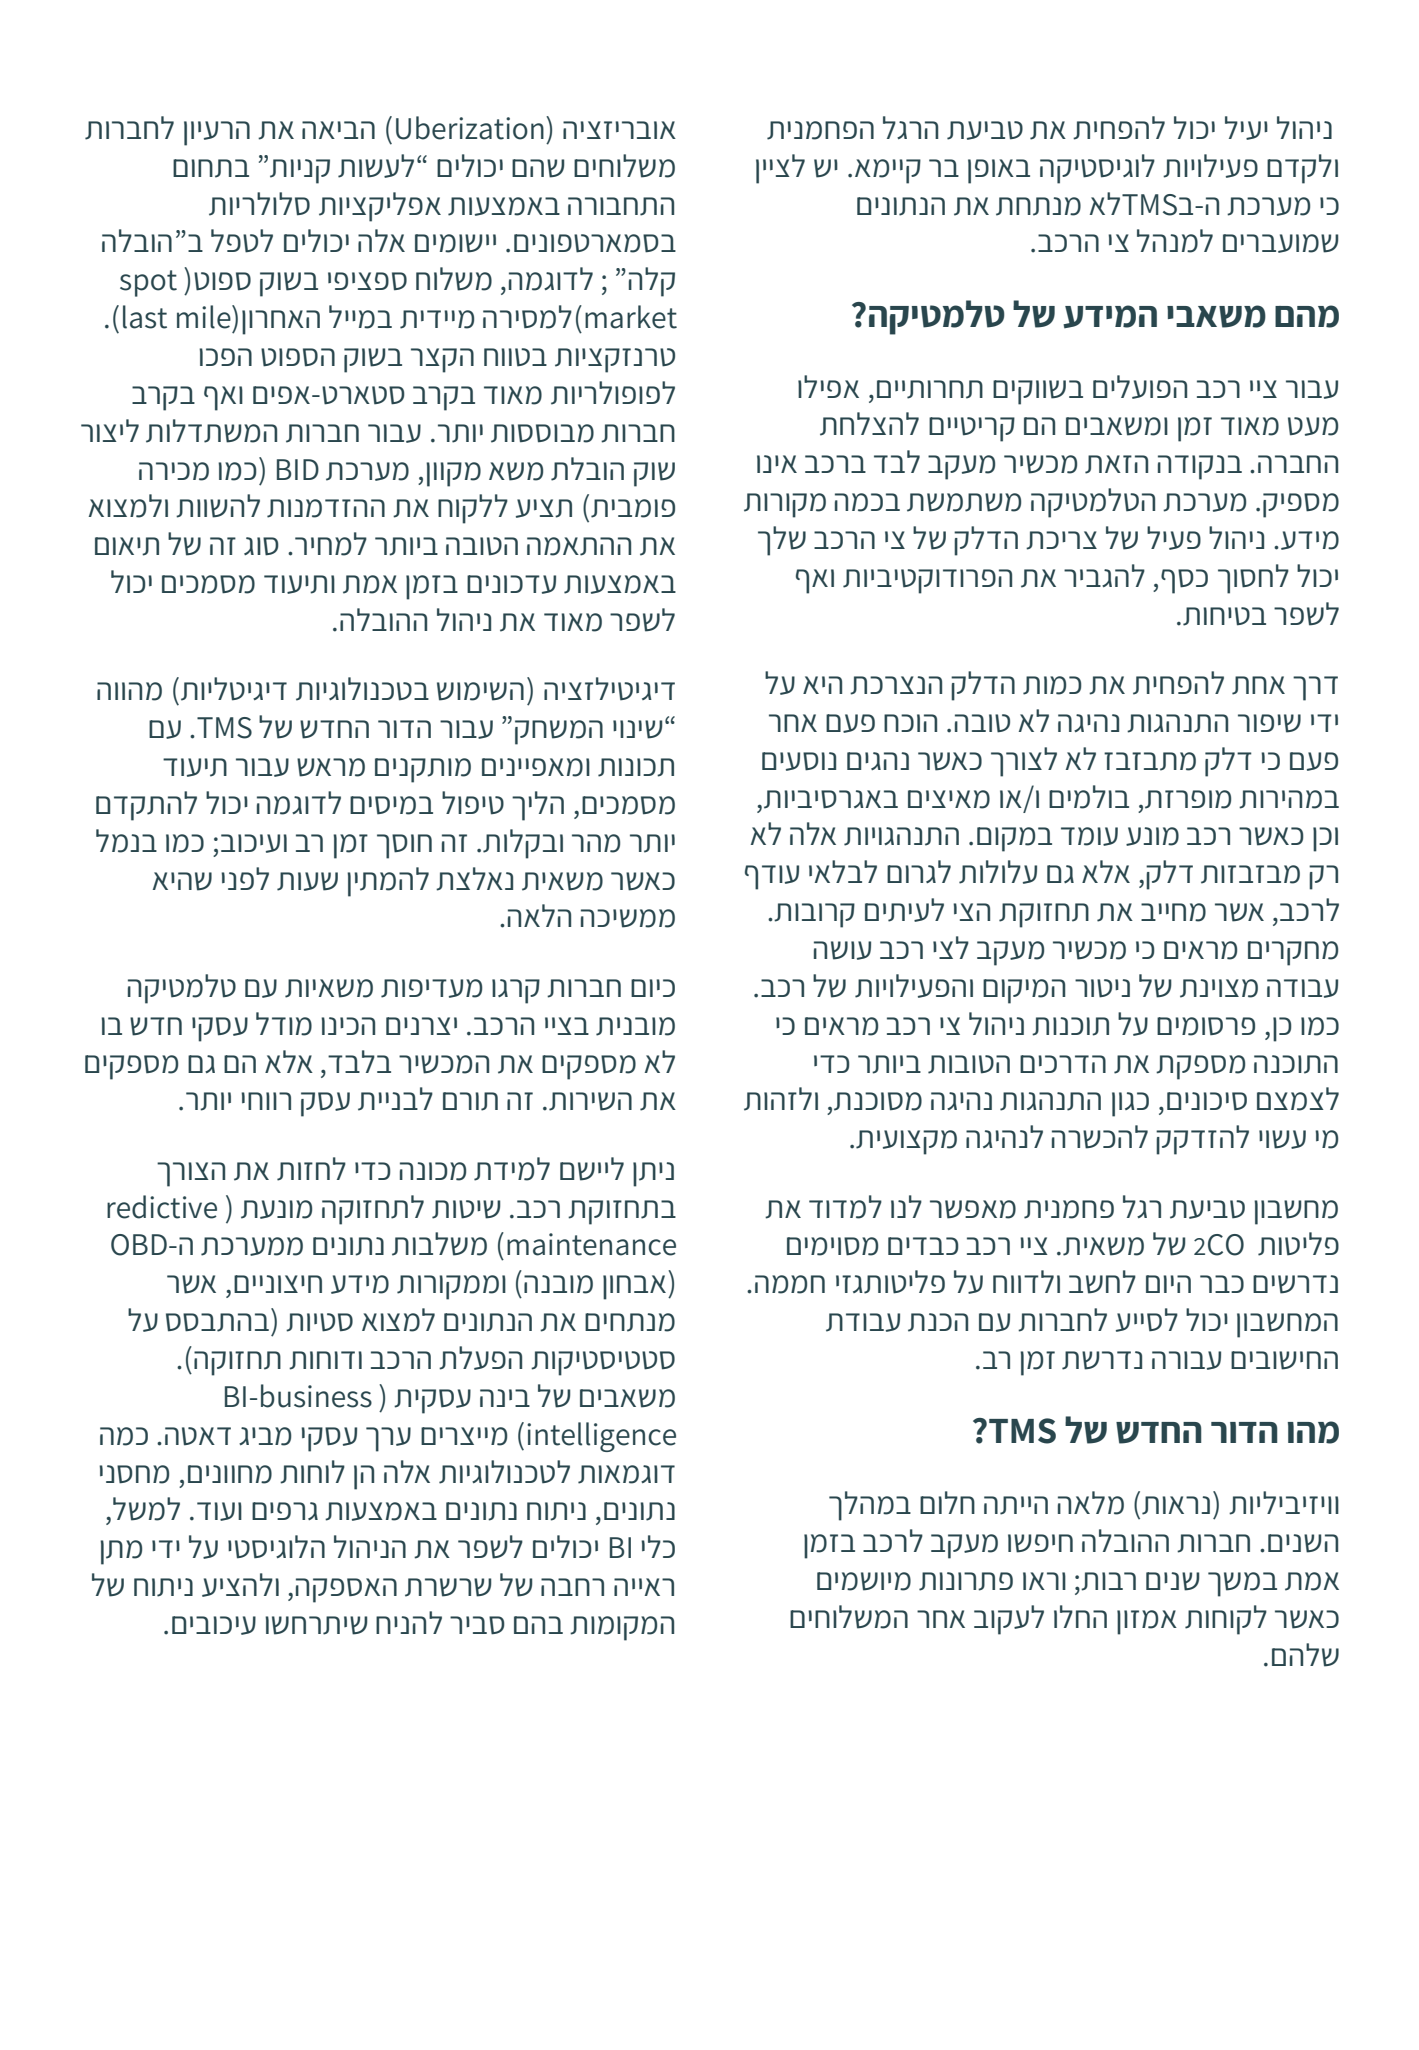 ניהול יעיל יכול להפחית את טביעת הרגל הפחמנית
ולקדם פעילויות לוגיסטיקה באופן בר קיימא. יש לציין
כי מערכת ה-בTMSלא מנתחת את הנתונים
שמועברים למנהל צי הרכב.
מהם משאבי המידע של טלמטיקה?
עבור ציי רכב הפועלים בשווקים תחרותיים, אפילו
מעט מאוד זמן ומשאבים הם קריטיים להצלחת
החברה. בנקודה הזאת מכשיר מעקב לבד ברכב אינו
מספיק. מערכת הטלמטיקה משתמשת בכמה מקורות
מידע. ניהול פעיל של צריכת הדלק של צי הרכב שלך
יכול לחסוך כסף, להגביר את הפרודוקטיביות ואף
לשפר בטיחות.
דרך אחת להפחית את כמות הדלק הנצרכת היא על
ידי שיפור התנהגות נהיגה לא טובה. הוכח פעם אחר
פעם כי דלק מתבזבז לא לצורך כאשר נהגים נוסעים
במהירות מופרזת, בולמים ו/או מאיצים באגרסיביות,
וכן כאשר רכב מונע עומד במקום. התנהגויות אלה לא
רק מבזבזות דלק, אלא גם עלולות לגרום לבלאי עודף
לרכב, אשר מחייב את תחזוקת הצי לעיתים קרובות.
מחקרים מראים כי מכשיר מעקב לצי רכב עושה
עבודה מצוינת של ניטור המיקום והפעילויות של רכב.
כמו כן, פרסומים על תוכנות ניהול צי רכב מראים כי
התוכנה מספקת את הדרכים הטובות ביותר כדי
לצמצם סיכונים, כגון התנהגות נהיגה מסוכנת, ולזהות
מי עשוי להזדקק להכשרה לנהיגה מקצועית.
מחשבון טביעת רגל פחמנית מאפשר לנו למדוד את
פליטות 2CO של משאית. ציי רכב כבדים מסוימים
נדרשים כבר היום לחשב ולדווח על פליטותגזי חממה.
המחשבון יכול לסייע לחברות עם הכנת עבודת
החישובים עבורה נדרשת זמן רב.
מהו הדור החדש של TMS?
וויזיביליות (נראות) מלאה הייתה חלום במהלך
השנים. חברות ההובלה חיפשו מעקב לרכב בזמן
אמת במשך שנים רבות; וראו פתרונות מיושמים
כאשר לקוחות אמזון החלו לעקוב אחר המשלוחים
שלהם.
אובריזציה (Uberization) הביאה את הרעיון לחברות
משלוחים שהם יכולים “לעשות קניות” בתחום
התחבורה באמצעות אפליקציות סלולריות
בסמארטפונים. יישומים אלה יכולים לטפל ב”הובלה
קלה” ; לדוגמה, משלוח ספציפי בשוק ספוט( spot
market)למסירה מיידית במייל האחרון(last mile).
טרנזקציות בטווח הקצר בשוק הספוט הפכו
לפופולריות מאוד בקרב סטארט-אפים ואף בקרב
חברות מבוססות יותר. עבור חברות המשתדלות ליצור
שוק הובלת משא מקוון, מערכת BID (כמו מכירה
פומבית) תציע ללקוח את ההזדמנות להשוות ולמצוא
את ההתאמה הטובה ביותר למחיר. סוג זה של תיאום
באמצעות עדכונים בזמן אמת ותיעוד מסמכים יכול
לשפר מאוד את ניהול ההובלה.
דיגיטילזציה (השימוש בטכנולוגיות דיגיטליות) מהווה
“שינוי המשחק” עבור הדור החדש של TMS. עם
תכונות ומאפיינים מותקנים מראש עבור תיעוד
מסמכים, הליך טיפול במיסים לדוגמה יכול להתקדם
יותר מהר ובקלות. זה חוסך זמן רב ועיכוב; כמו בנמל
כאשר משאית נאלצת להמתין שעות לפני שהיא
ממשיכה הלאה.
כיום חברות קרגו מעדיפות משאיות עם טלמטיקה
מובנית בציי הרכב. יצרנים הכינו מודל עסקי חדש בו
לא מספקים את המכשיר בלבד, אלא הם גם מספקים
את השירות. זה תורם לבניית עסק רווחי יותר.
ניתן ליישם למידת מכונה כדי לחזות את הצורך
בתחזוקת רכב. שיטות לתחזוקה מונעת ( redictive
maintenance) משלבות נתונים ממערכת ה-OBD
(אבחון מובנה) וממקורות מידע חיצוניים, אשר
מנתחים את הנתונים למצוא סטיות (בהתבסס על
סטטיסטיקות הפעלת הרכב ודוחות תחזוקה).
משאבים של בינה עסקית ( BI-business
intelligence) מייצרים ערך עסקי מביג דאטה. כמה
דוגמאות לטכנולוגיות אלה הן לוחות מחוונים, מחסני
נתונים, ניתוח נתונים באמצעות גרפים ועוד. למשל,
כלי BI יכולים לשפר את הניהול הלוגיסטי על ידי מתן
ראייה רחבה של שרשרת האספקה, ולהציע ניתוח של
המקומות בהם סביר להניח שיתרחשו עיכובים.